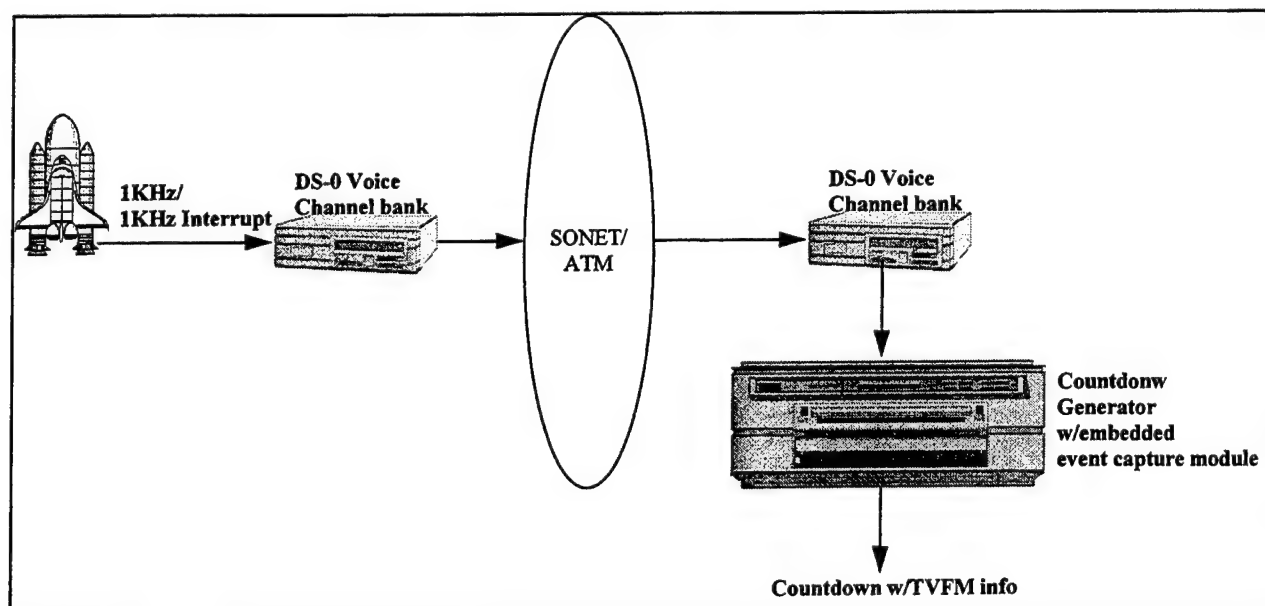 1KHz/
1KHz Interrupt
DS-0 Voice
Channel bank
SONET/
ATM
DS-0 Voice
Channel bank
Countdonw
Generator
w/embedded
event capture module
Countdown w/TVFM info